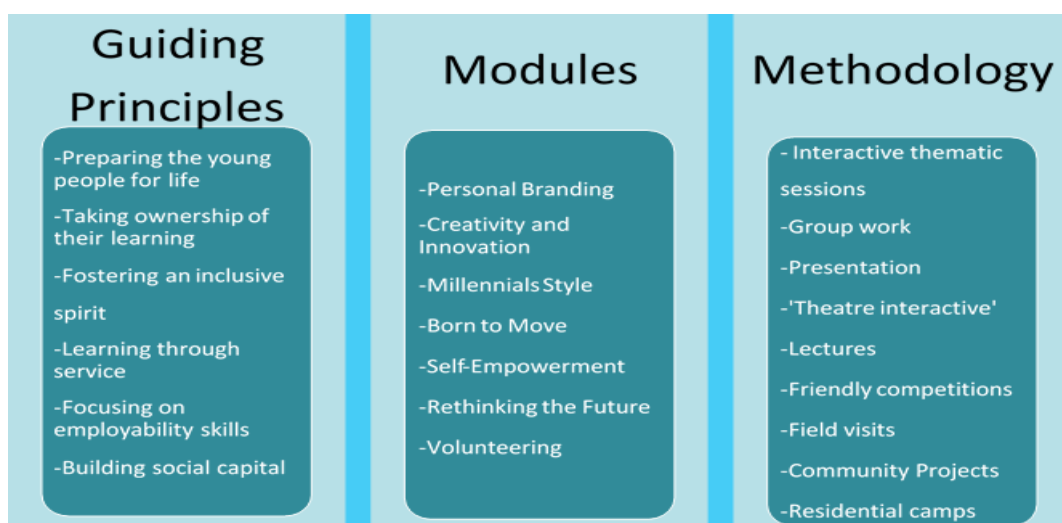 Guiding
Principles
-Preparing the young
people for life
-Taking ownership of
their learning
-Fostering an inclusive
spirit
-Learning through
service
-Focusing on
employability skills
-Building social capital
Modules
-Personal Branding
-Creativity and
Innovation
-Millennials Style
-Born to Move
-Self-Empowerment
-Rethinking the Future
-Volunteering
Methodology
- Interactive thematic
sessions
-Group work
-Presentation
-'Theatre interactive'
-Lectures
-Friendly competitions
-Field visits
-Community Projects
-Residential camps